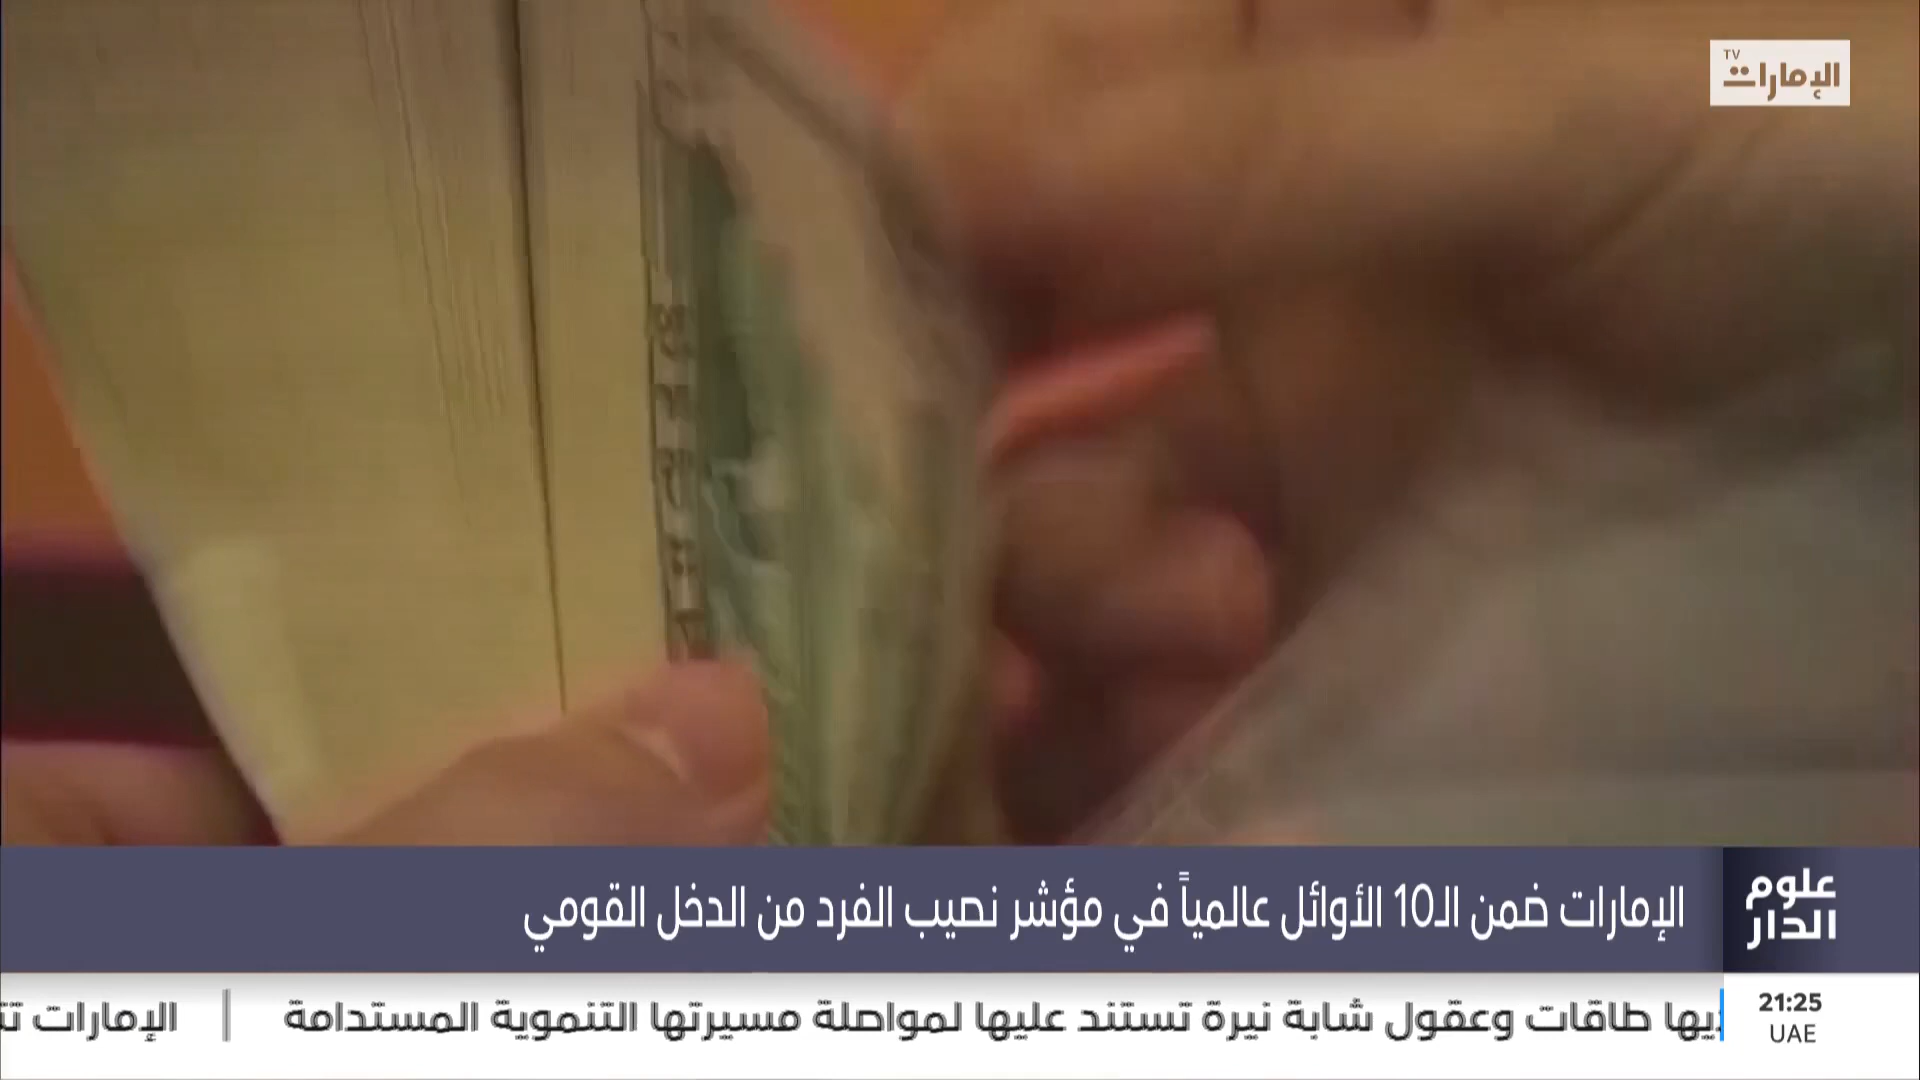 TV
الإمارات
الإمارات ضمن الـ10 الأوائل عالمياً في مؤشر نصيب الفرد من الدخل القومي
علوم
الدار
طاقات وعقول شابة نيرة تستند عليها لمواصلة مسيرتها التنموية المستدامة | الإمارات
21:25
UAE